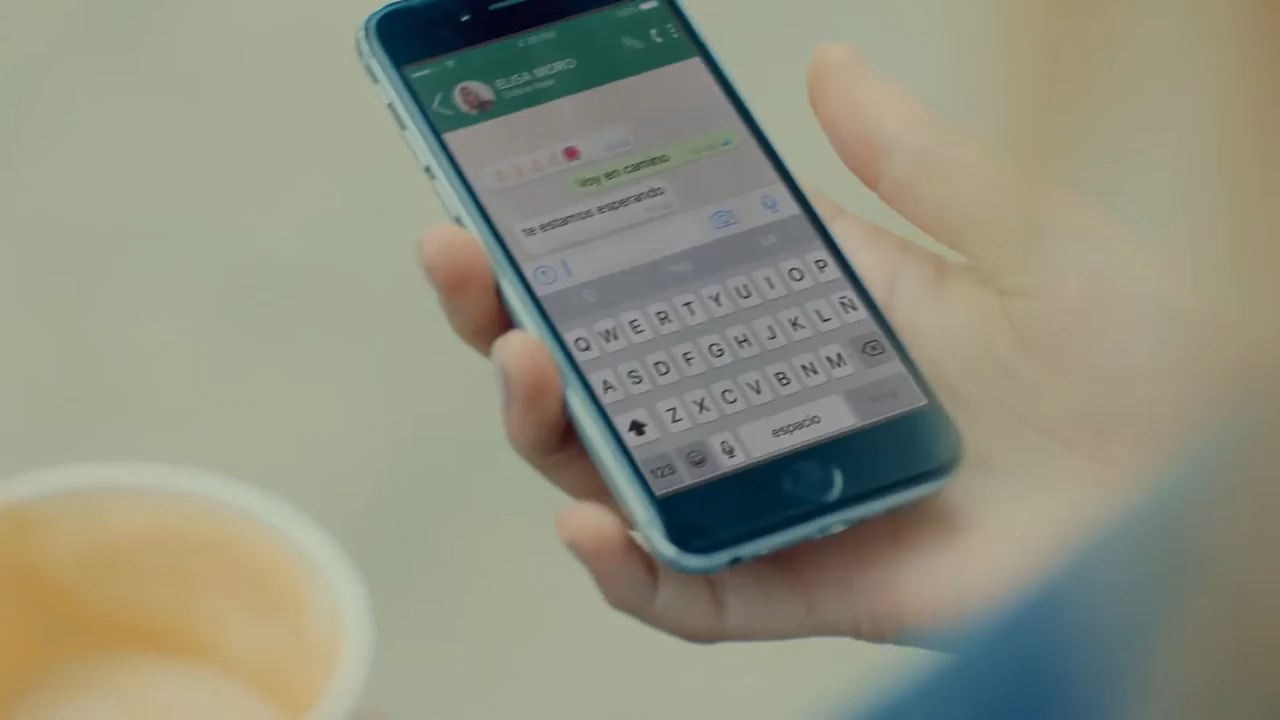 ELISA MORO
Voy en camino
te estamos esperando
Q W E R T Y U I O P
A S D F G H J K L Ñ
Z X C V B N M
123 espacio